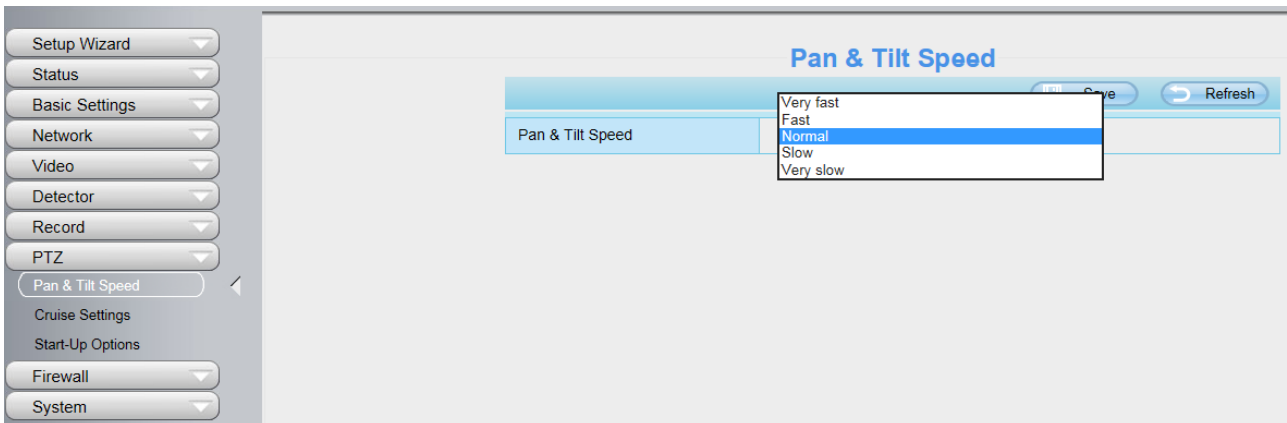 Setup Wizard
Status
Basic Settings
Network
Video
Detector
Record
PTZ
Pan & Tilt Speed
Cruise Settings
Start-Up Options
Firewall
System
Pan & Tilt Speed
Save
Refresh
Pan & Tilt Speed
Very fast
Fast
Normal
Slow
Very slow